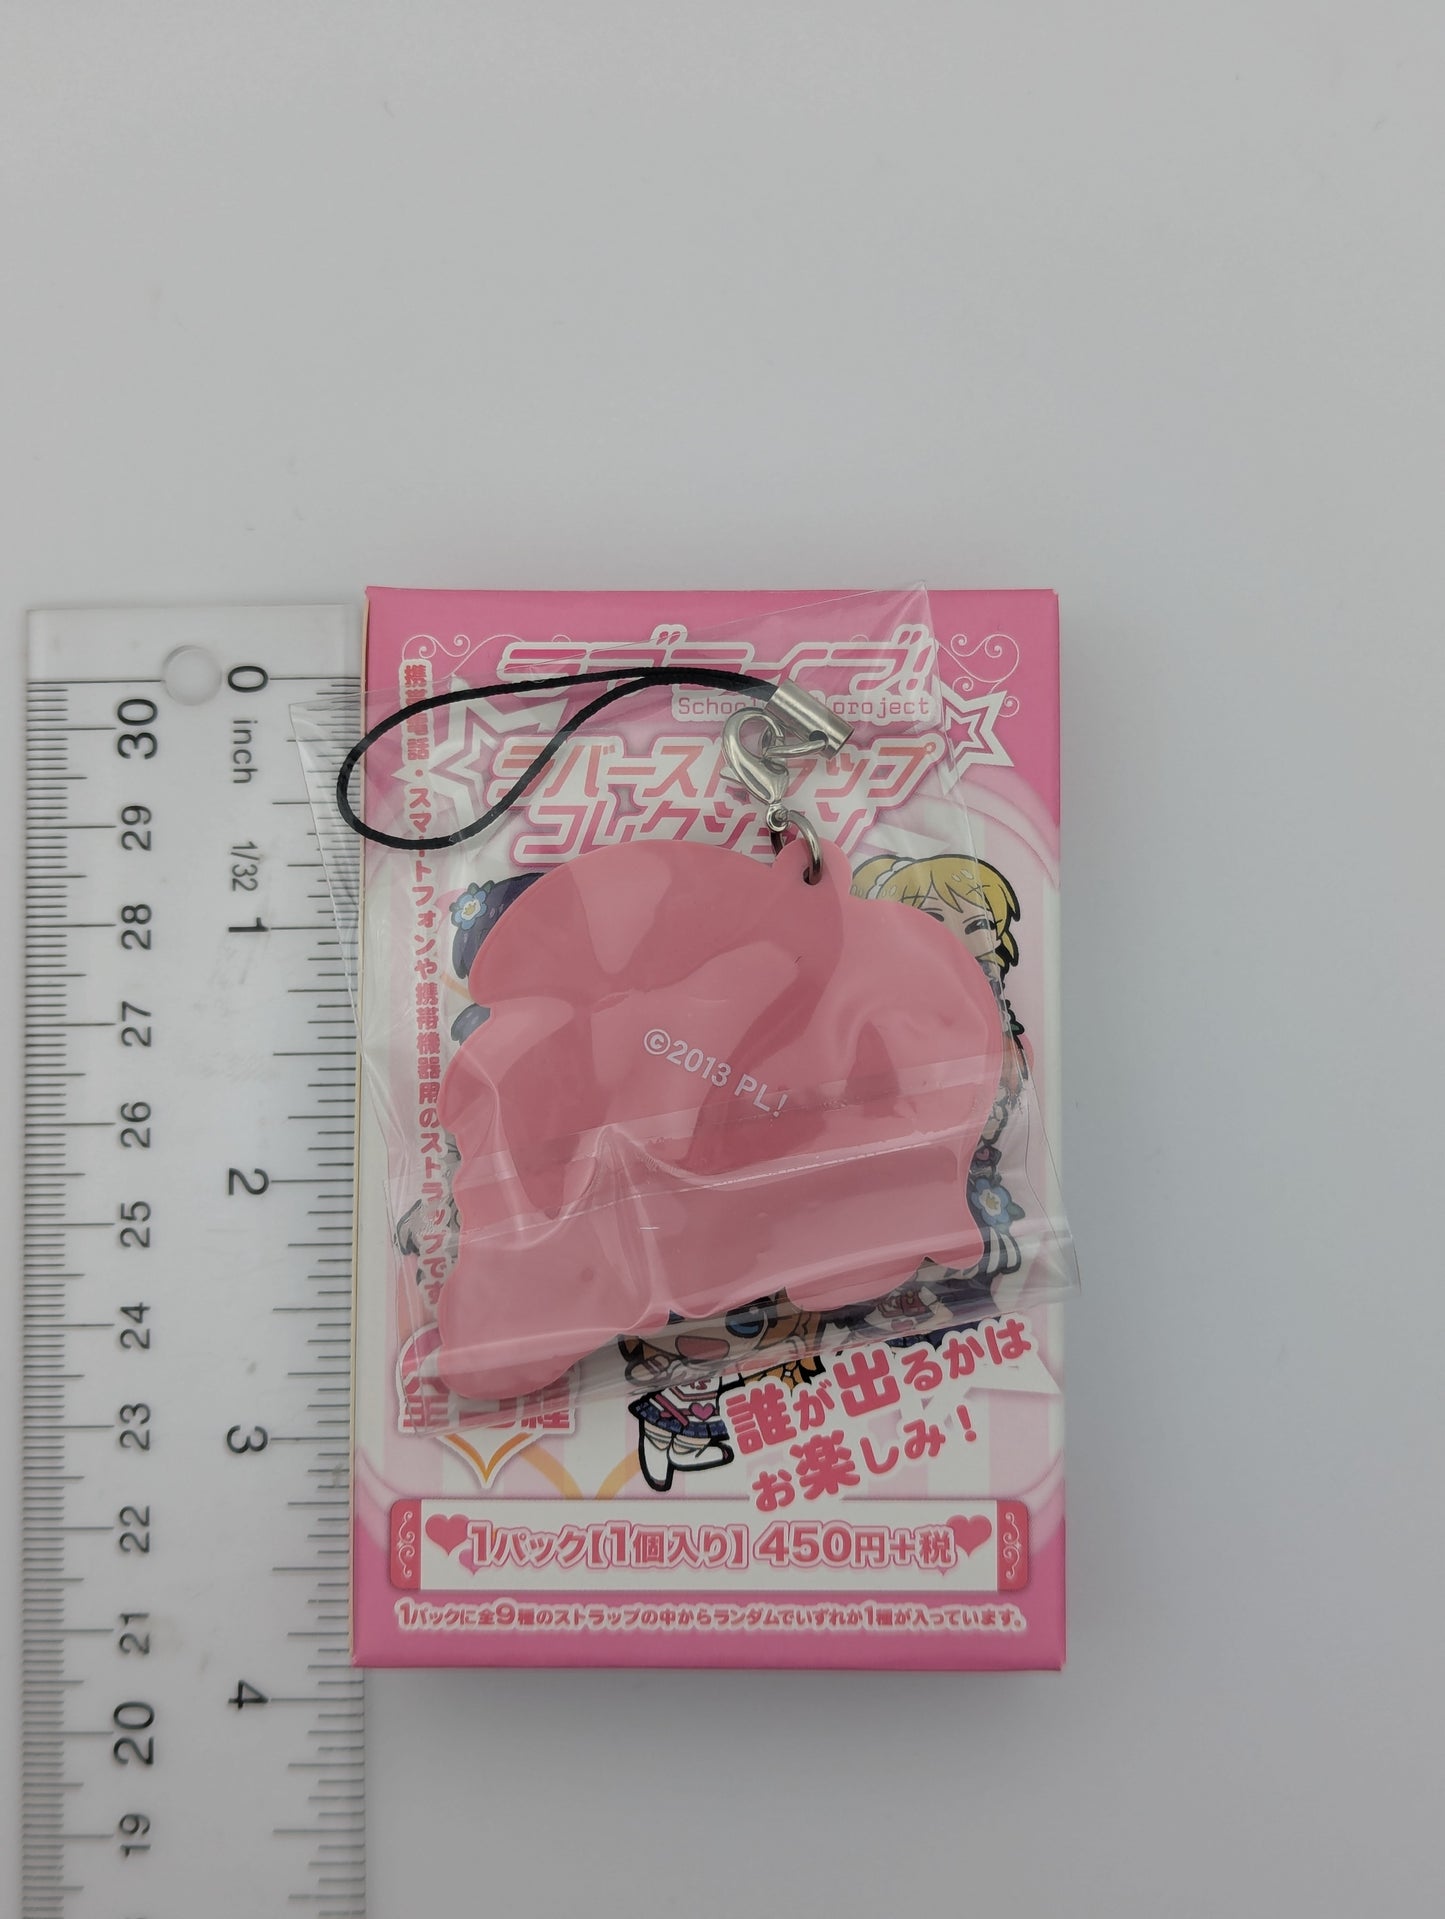 ラブライブ!
School project
ラバーストラップ
コレクション
携帯電話・スマートフォンや携帯機器用のストラップです
©2013 PL!
誰が出るかは
お楽しみ!
1パック【1個入り】450円+税
1パックに全9種のストラップの中からランダムでいずれか1種が入っています。
0 inch
1/32
1
2
3
4
30
29
28
27
26
25
24
23
22
21
20
19